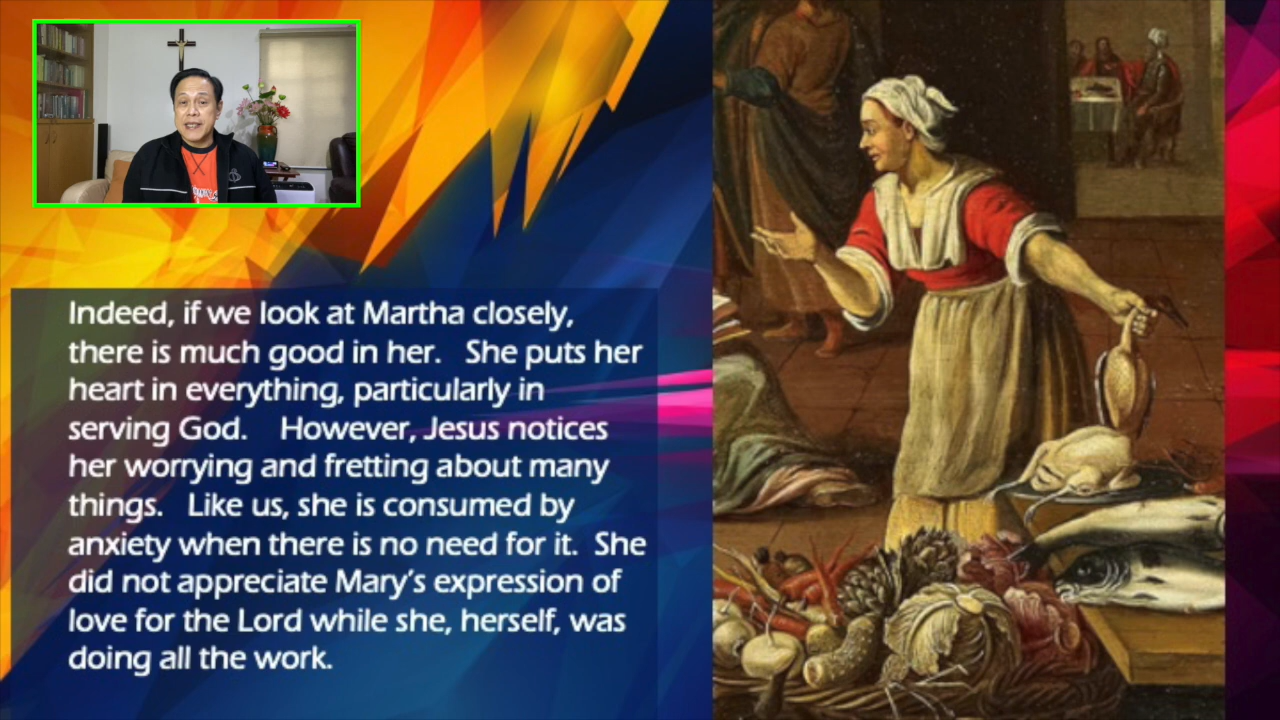 Indeed, if we look at Martha closely,
there is much good in her. She puts her
heart in everything, particularly in
serving God. However, Jesus notices
her worrying and fretting about many
things. Like us, she is consumed by
anxiety when there is no need for it. She
did not appreciate Mary's expression of
love for the Lord while she, herself, was
doing all the work.